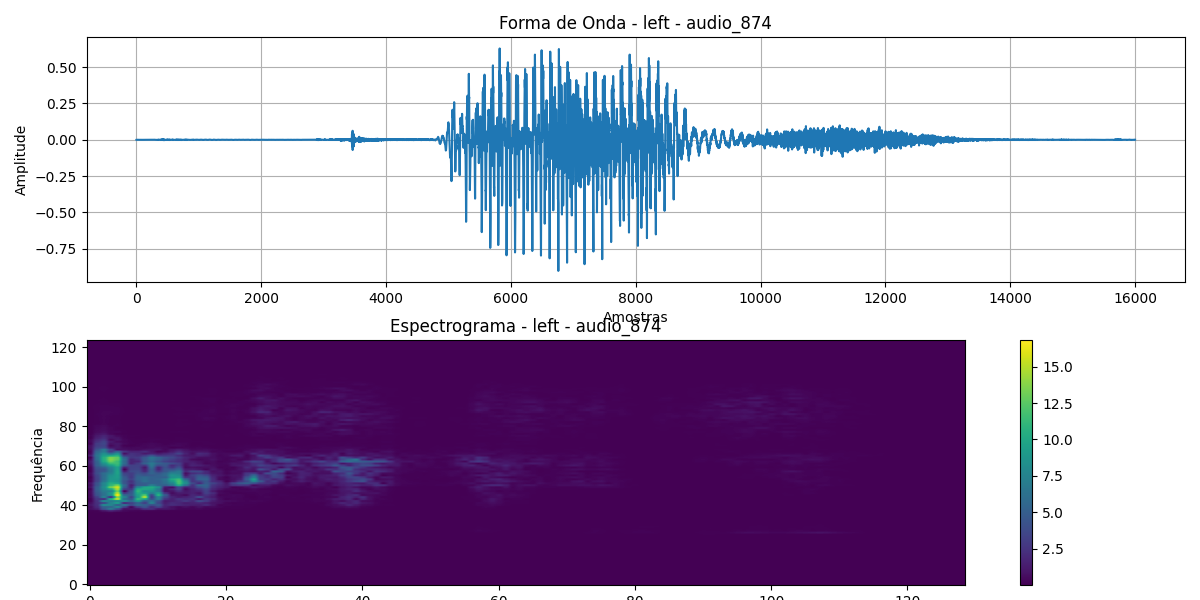 Forma de Onda - left - audio_874
Amplitude
0.50
0.25
0.00
−0.25
−0.50
−0.75
0 2000 4000 6000 8000 10000 12000 14000 16000
Amostras
Espectrograma - left - audio_874
Frequência
120
100
80
60
40
20
0
0 20 40 60 80 100 120
15.0
12.5
10.0
7.5
5.0
2.5